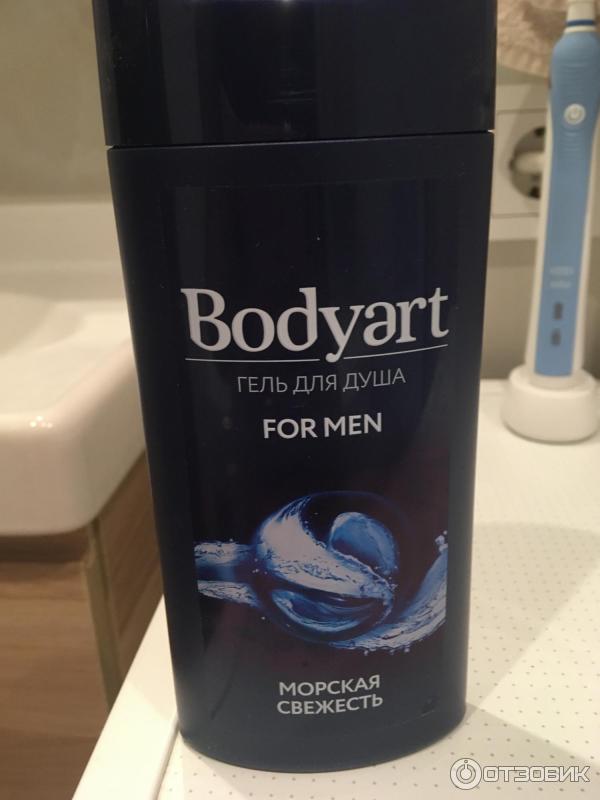 Bodyart
ГЕЛЬ ДЛЯ ДУША
FOR MEN
МОРСКАЯ
СВЕЖЕСТЬ
ОТЗОВИК